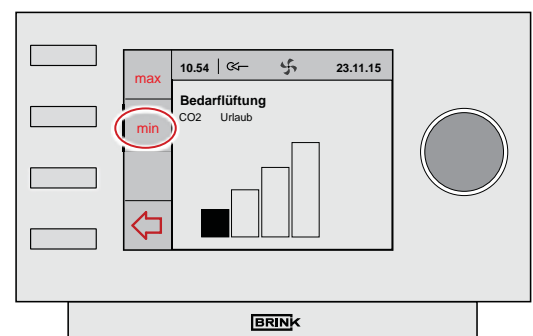 10.54 23.11.15
max
Bedarflüftung
CO2 Urlaub
min
BRINK